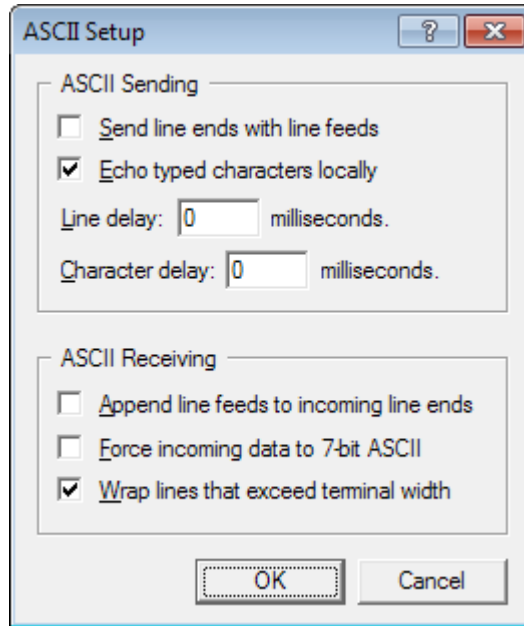 ASCII Setup
ASCII Sending
Send line ends with line feeds
Echo typed characters locally
Line delay: 0 milliseconds.
Character delay: 0 milliseconds.
ASCII Receiving
Append line feeds to incoming line ends
Force incoming data to 7-bit ASCII
Wrap lines that exceed terminal width
OK Cancel